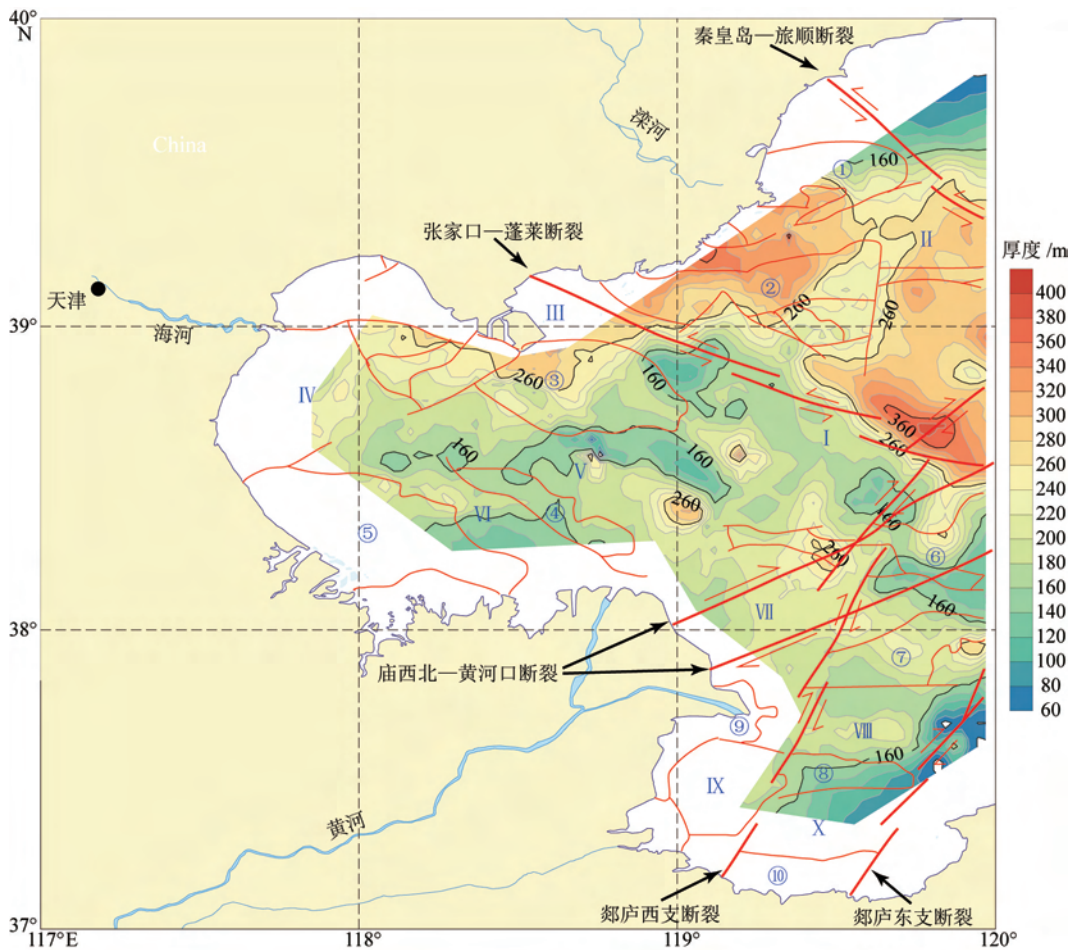 40°
N
秦皇岛—旅顺断裂
滦河
China
160
①
260
II
张家口—蓬莱断裂
厚度 /m
天津
②
III
260
260
39°
海河
400
380
360
340
320
300
280
260
240
220
200
180
160
140
120
100
80
60
③
260
160
IV
360
I
260
160
V
160
260
④
VI
160
⑤
260
⑥
160
38°
VII
⑦
庙西北—黄河口断裂
⑨
VIII
160
⑧
IX
黄河
X
⑩
郯庐西支断裂
郯庐东支断裂
37°
117°E
118°
119°
120°